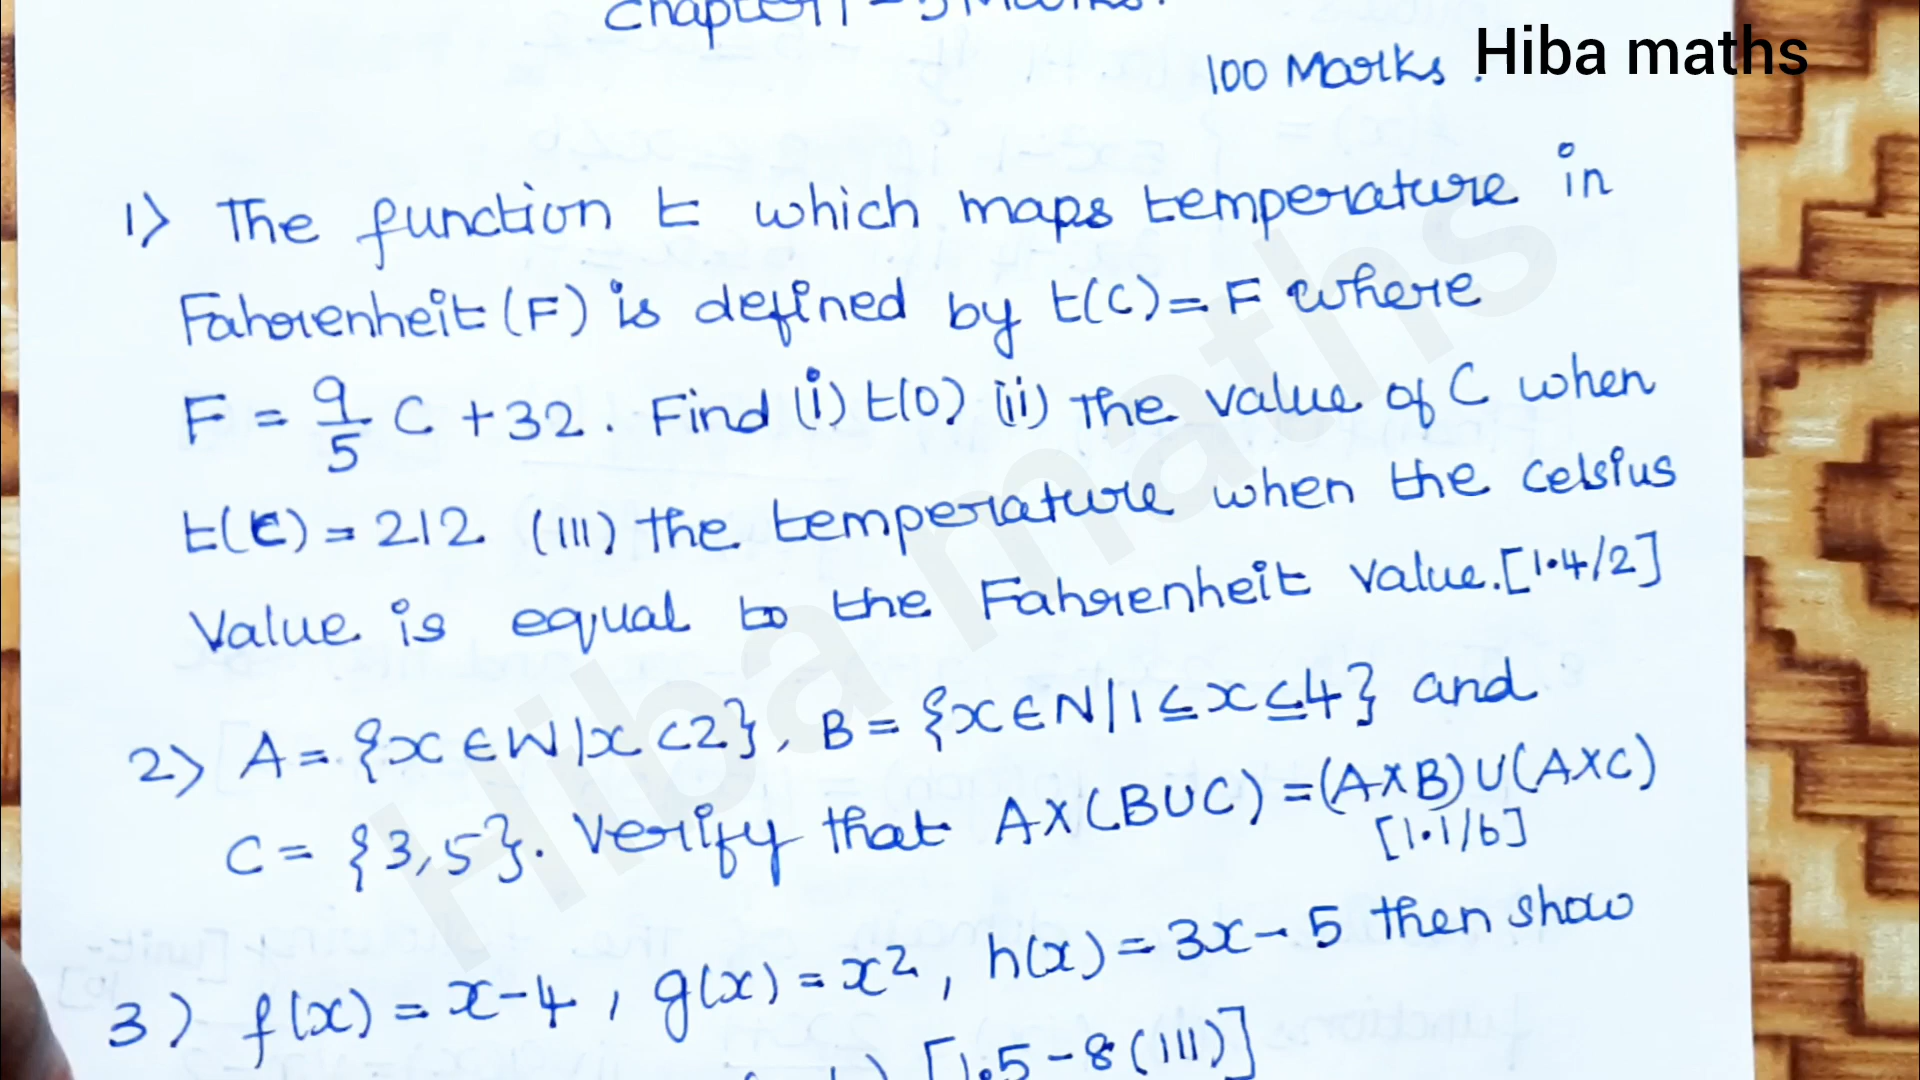 100 Marks. Hiba maths
1) The function t which maps temperature in
Fahrenheit (F) is defined by t(C) = F where
F = 9/5 C + 32. Find (i) t(0) (ii) The value of C when
t(C) = 212 (iii) the temperature when the celsius
Value is equal to the Fahrenheit value. [1.4/2]
2) A = {x ∈ W | x < 2}, B = {x ∈ N | 1 ≤ x ≤ 4} and
C = {3, 5}. Verify that A X (B U C) = (A X B) U (A X C)
[1.1/6]
3) f(x) = x - 4, g(x) = x², h(x) = 3x - 5 then show
[1.5 - 8 (iii)]
Hiba maths